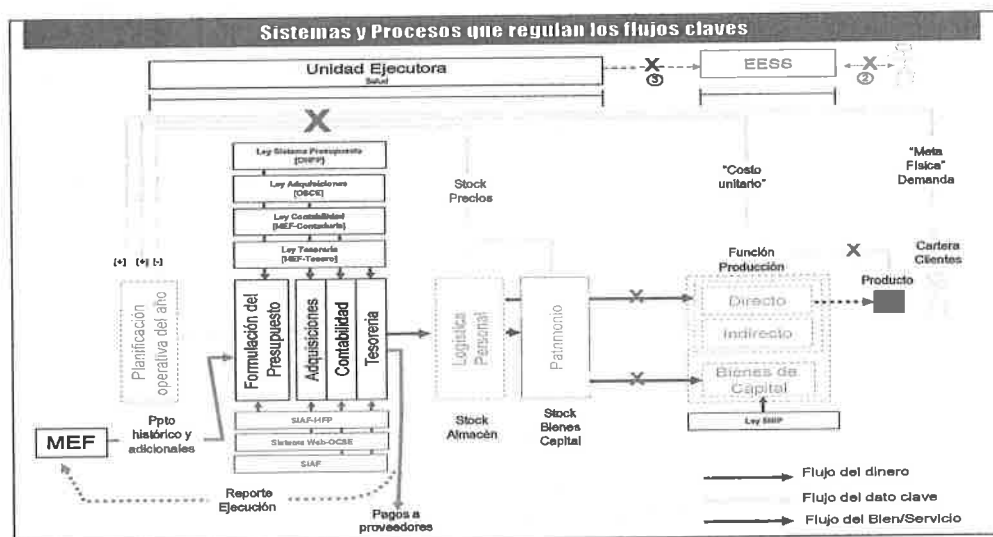 Sistemas y Procesos que regulan los flujos claves
Unidad Ejecutora
Salud
X
③
EESS
X
②
X
Ley Sistema Presupuesto
[DNPP]
Ley Adquisiciones
[OSCE]
Ley Contabilidad
[MEF-Contaduría]
Ley Tesorería
[MEF-Tesoro]
Stock
Precios
"Costo
unitario"
"Meta
Física"
Demanda
[+] [+] [-]
Planificación
operativa del año
Formulación del
Presupuesto
Adquisiciones
Contabilidad
Tesorería
Logística
Personal
Patrimonio
Función
Producción
X
Cartera
Clientes
Producto
X
Directo
Indirecto
X
Bienes de
Capital
Ley SNIP
MEF
Ppto
histórico y
adicionales
SIAF-MPP
Sistema Web-OCSE
SIAF
Stock
Almacén
Stock
Bienes
Capital
Reporte
Ejecución
Pagos a
proveedores
Flujo del dinero
Flujo del dato clave
Flujo del Bien/Servicio